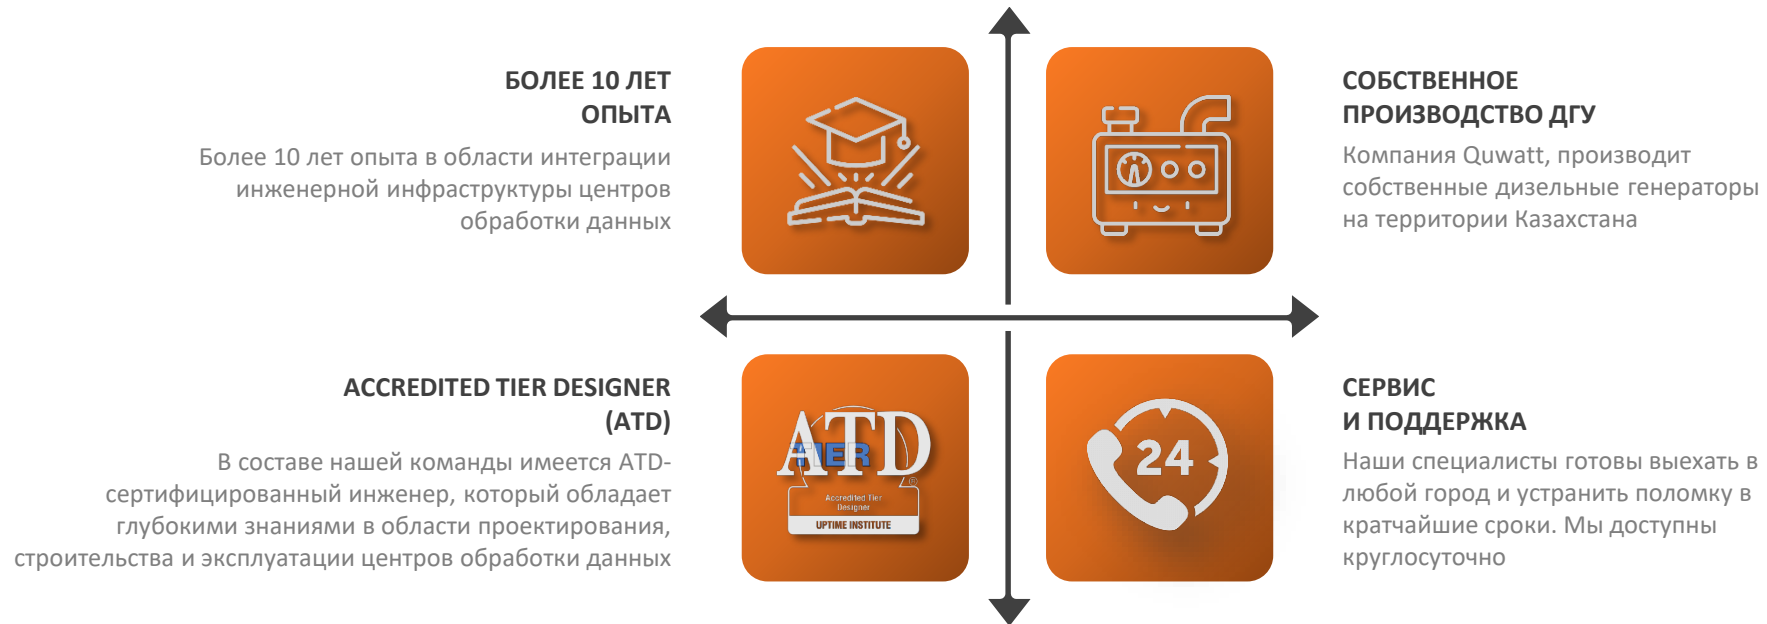 БОЛЕЕ 10 ЛЕТ
ОПЫТА
Более 10 лет опыта в области интеграции
инженерной инфраструктуры центров
обработки данных
СОБСТВЕННОЕ
ПРОИЗВОДСТВО ДГУ
Компания Quwatt, производит
собственные дизельные генераторы
на территории Казахстана
ACCREDITED TIER DESIGNER
(ATD)
В составе нашей команды имеется ATD-
сертифицированный инженер, который обладает
глубокими знаниями в области проектирования,
строительства и эксплуатации центров обработки данных
ATD
TIER
®
Accredited Tier
Designer
UPTIME INSTITUTE
24
СЕРВИС
И ПОДДЕРЖКА
Наши специалисты готовы выехать в
любой город и устранить поломку в
кратчайшие сроки. Мы доступны
круглосуточно